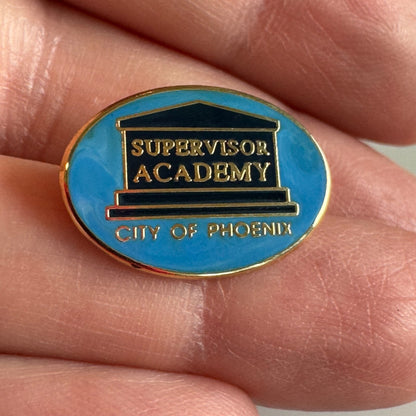 SUPERVISOR
ACADEMY
CITY OF PHOENIX